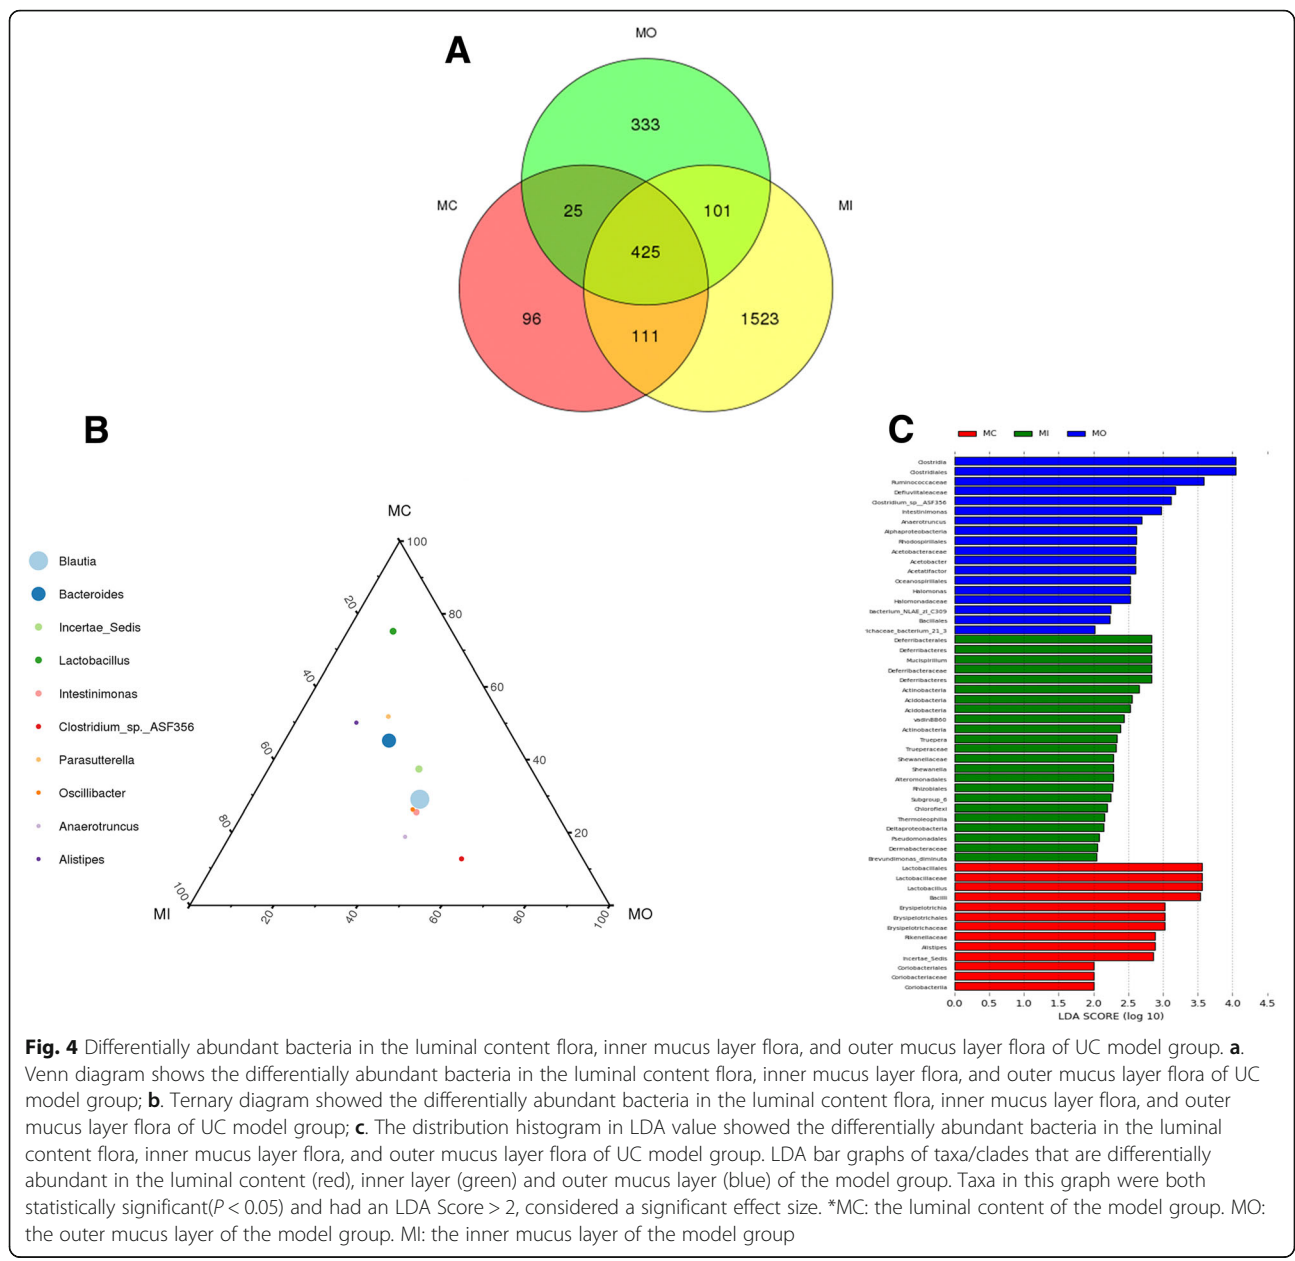 A
MO
333
MC
25
101
MI
425
96
111
1523
B
Blautia
Bacteroides
Incertae_Sedis
Lactobacillus
Intestinimonas
Clostridium_sp._ASF356
Parasutterella
Oscillibacter
Anaerotruncus
Alistipes
MC
100
20
80
40
60
60
40
80
20
100
MI
MO
20
40
60
80
100
C
MC MI MO
Clostridia
Clostridiales
Ruminococcaceae
Defluviitaleaceae
Clostridium_sp__ASF356
Intestinimonas
Anaerotruncus
Alphaproteobacteria
Rhodospirillales
Acetobacteraceae
Acetobacter
Acetatifactor
Oceanospirillales
Halomonas
Halomonadaceae
bacterium_NLAE_zl_C309
Bacillales
ichaceae_bacterium_21_3
Deferribacterales
Deferribacteres
Mucispirillum
Deferribacteraceae
Deferribacteres
Actinobacteria
Acidobacteria
Acidobacteria
vadinBB60
Actinobacteria
Truepera
Trueperaceae
Shewanellaceae
Shewanella
Alteromonadales
Rhizobiales
Subgroup_6
Chloroflexi
Thermoleophilia
Deltaproteobacteria
Pseudomonadales
Dermabacteraceae
Brevundimonas_diminuta
Lactobacillales
Lactobacillaceae
Lactobacillus
Bacilli
Erysipelotrichia
Erysipelotrichales
Erysipelotrichaceae
Rikenellaceae
Alistipes
Incertae_Sedis
Coriobacteriales
Coriobacteriaceae
Coriobacteriia
0.0 0.5 1.0 1.5 2.0 2.5 3.0 3.5 4.0 4.5
LDA SCORE (log 10)
Fig. 4 Differentially abundant bacteria in the luminal content flora, inner mucus layer flora, and outer mucus layer flora of UC model group. a.
Venn diagram shows the differentially abundant bacteria in the luminal content flora, inner mucus layer flora, and outer mucus layer flora of UC
model group; b. Ternary diagram showed the differentially abundant bacteria in the luminal content flora, inner mucus layer flora, and outer
mucus layer flora of UC model group; c. The distribution histogram in LDA value showed the differentially abundant bacteria in the luminal
content flora, inner mucus layer flora, and outer mucus layer flora of UC model group. LDA bar graphs of taxa/clades that are differentially
abundant in the luminal content (red), inner layer (green) and outer mucus layer (blue) of the model group. Taxa in this graph were both
statistically significant(P < 0.05) and had an LDA Score > 2, considered a significant effect size. *MC: the luminal content of the model group. MO:
the outer mucus layer of the model group. MI: the inner mucus layer of the model group